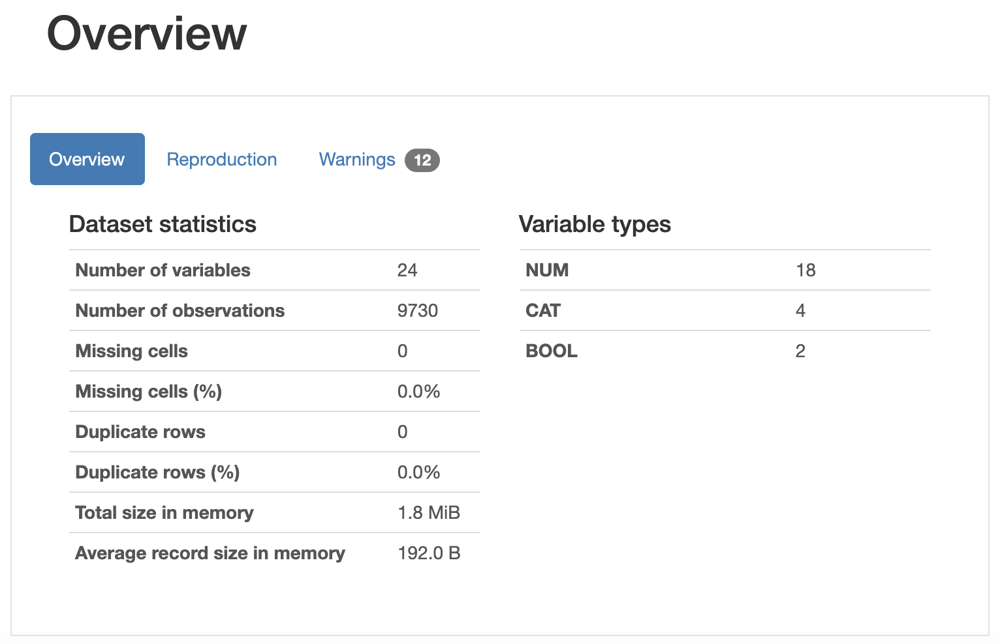 Overview
Overview Reproduction Warnings 12
Dataset statistics
Number of variables 24
Number of observations 9730
Missing cells 0
Missing cells (%) 0.0%
Duplicate rows 0
Duplicate rows (%) 0.0%
Total size in memory 1.8 MiB
Average record size in memory 192.0 B
Variable types
NUM 18
CAT 4
BOOL 2